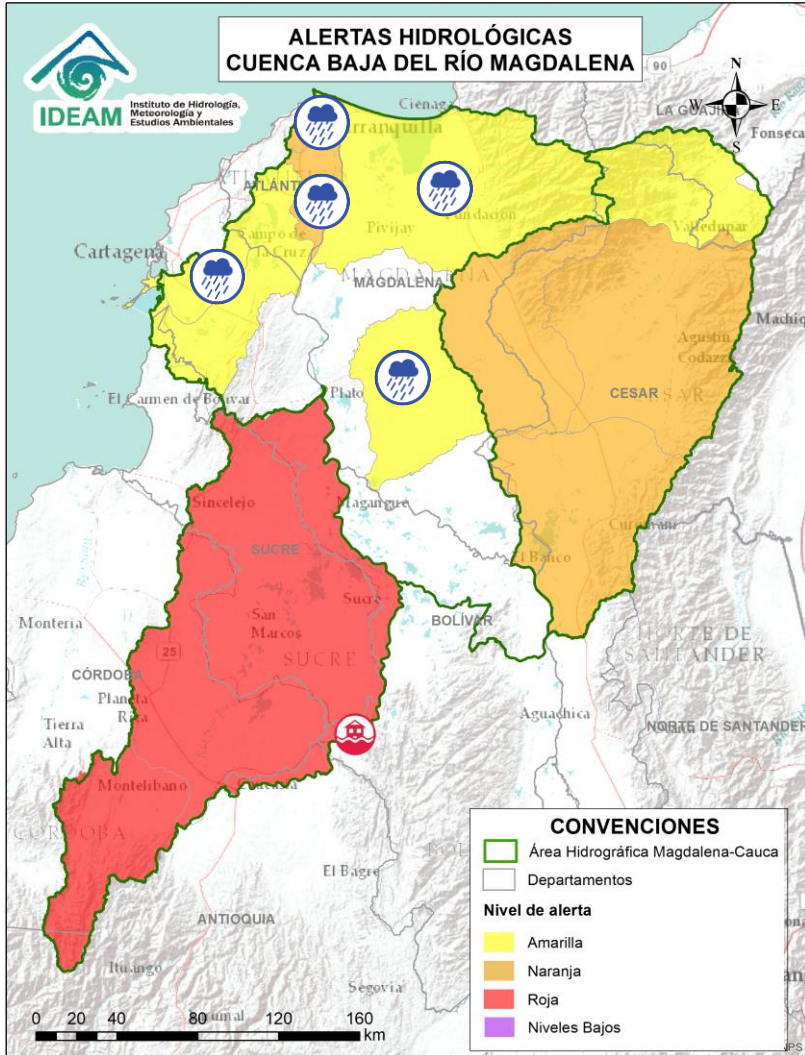 ALERTAS HIDROLÓGICAS
CUENCA BAJA DEL RÍO MAGDALENA
IDEAM
Instituto de Hidrología,
Meteorología y
Estudios Ambientales
N
W
E
S
90
Ciénaga
LA GUAJIRA
Fonseca
ATLÁNTI
Pivijay
Fundación
Valledupar
Campo de
la Cruz
Cartagena
MAGDALENA
MAGDALENA
Agustín
Codazzi
CESAR
El Carmen de Bolívar
Plato
Sincelejo
Magangué
SUCRE
El Banco
Sucre
San
Marcos
BOLÍVAR
Montería
SUCRE
NORTE DE
SANTANDER
25
CÓRDOBA
Planeta
Rica
Tierra
Alta
Aguachica
NORTE DE SANTANDER
Montelíbano
CÓRDOBA
El Bagre
ANTIOQUIA
Ituango
Segovia
CONVENCIONES
Área Hidrográfica Magdalena-Cauca
Departamentos
Nivel de alerta
Amarilla
Naranja
Roja
Niveles Bajos
0 20 40 80 120 160
km